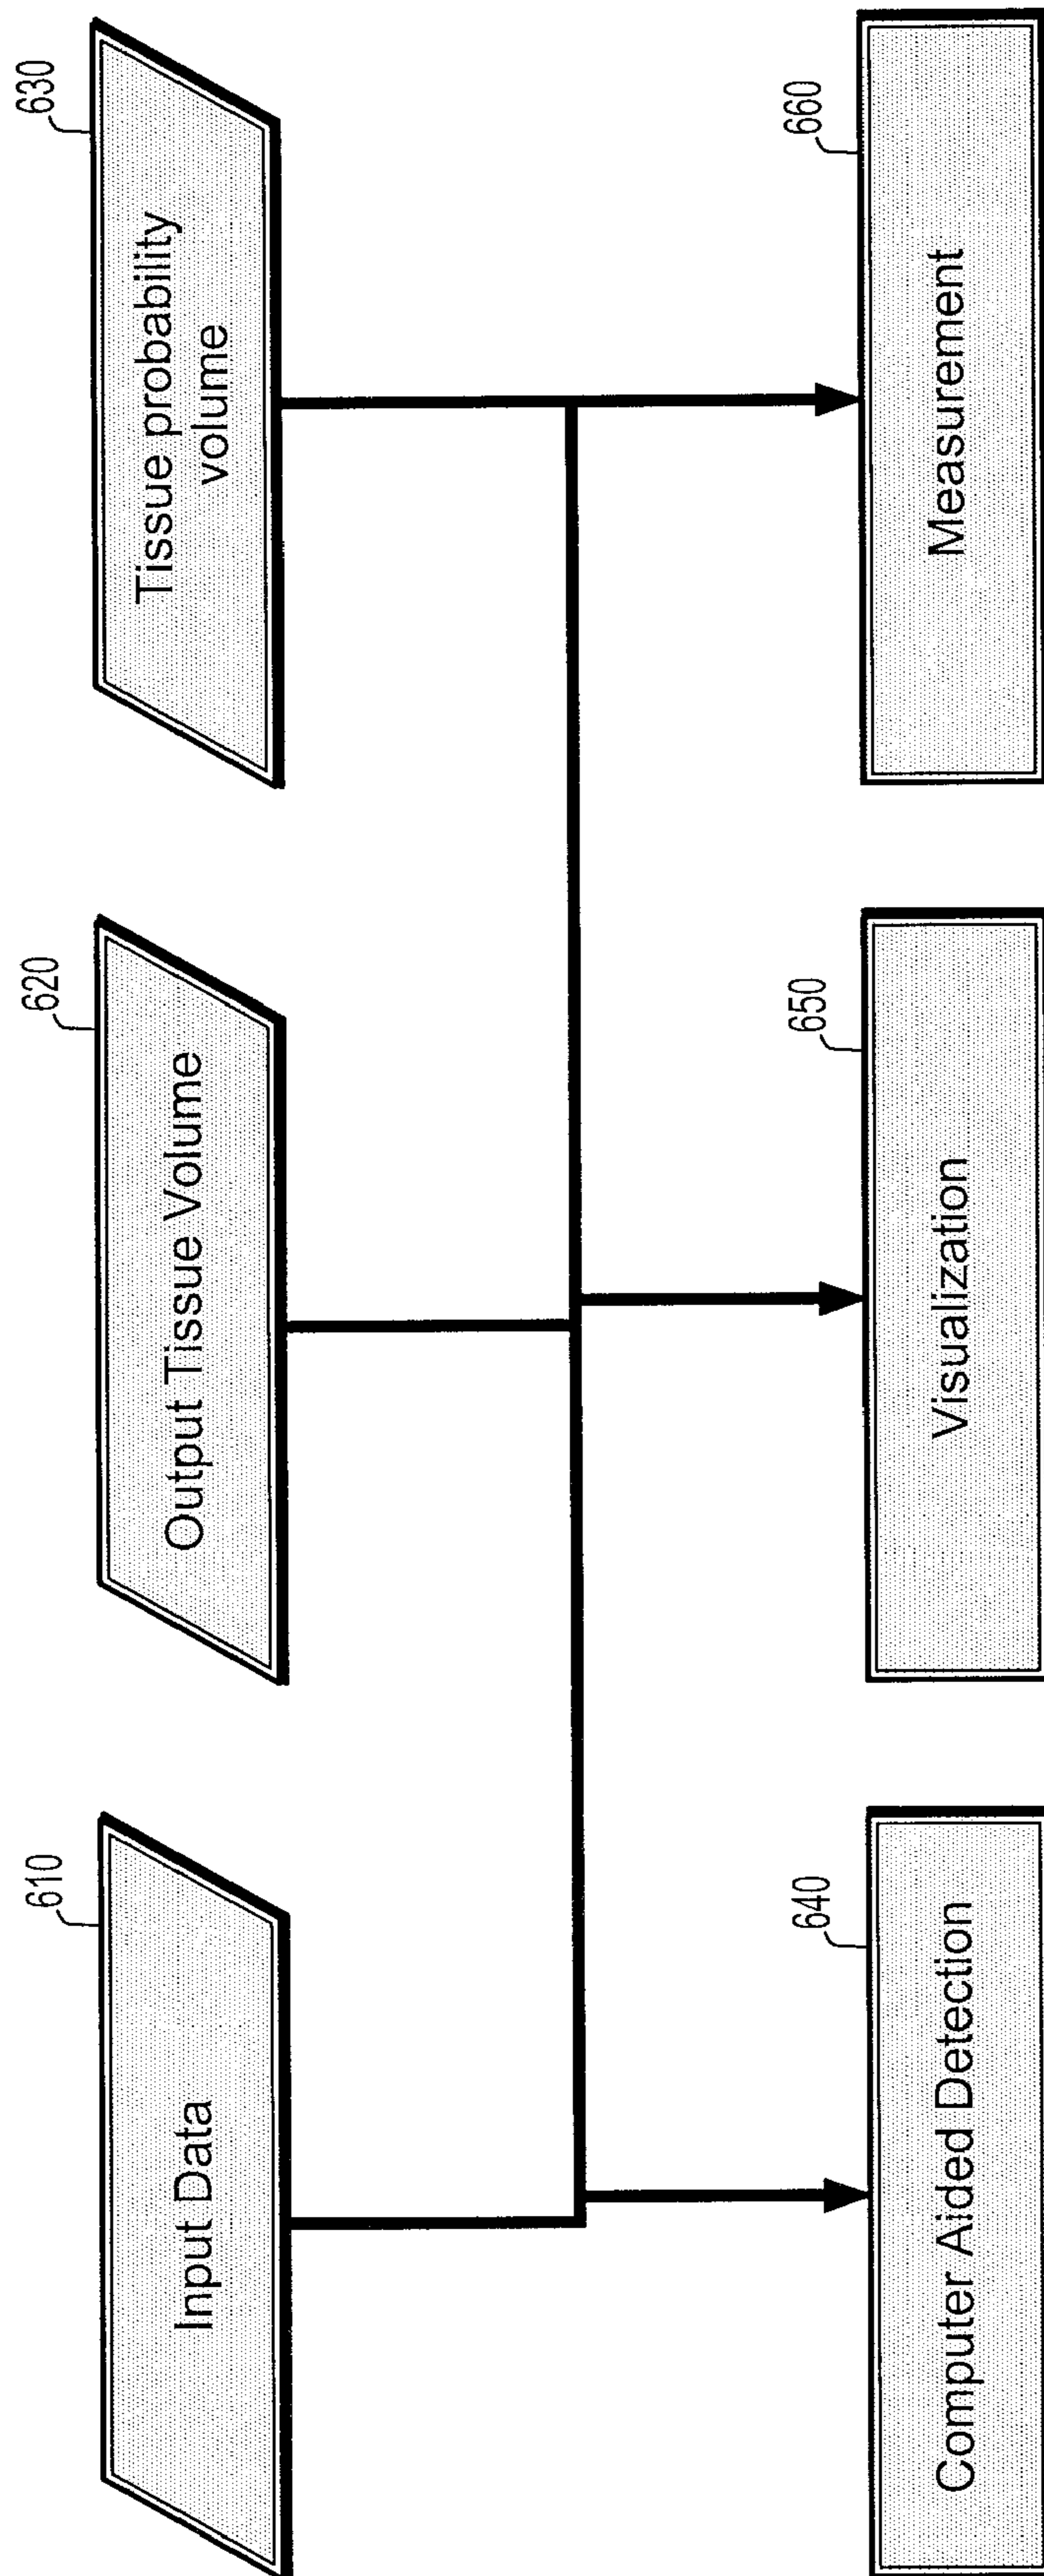 610
Input Data
620
Output Tissue Volume
630
Tissue probability
volume
640
Computer Aided Detection
650
Visualization
660
Measurement